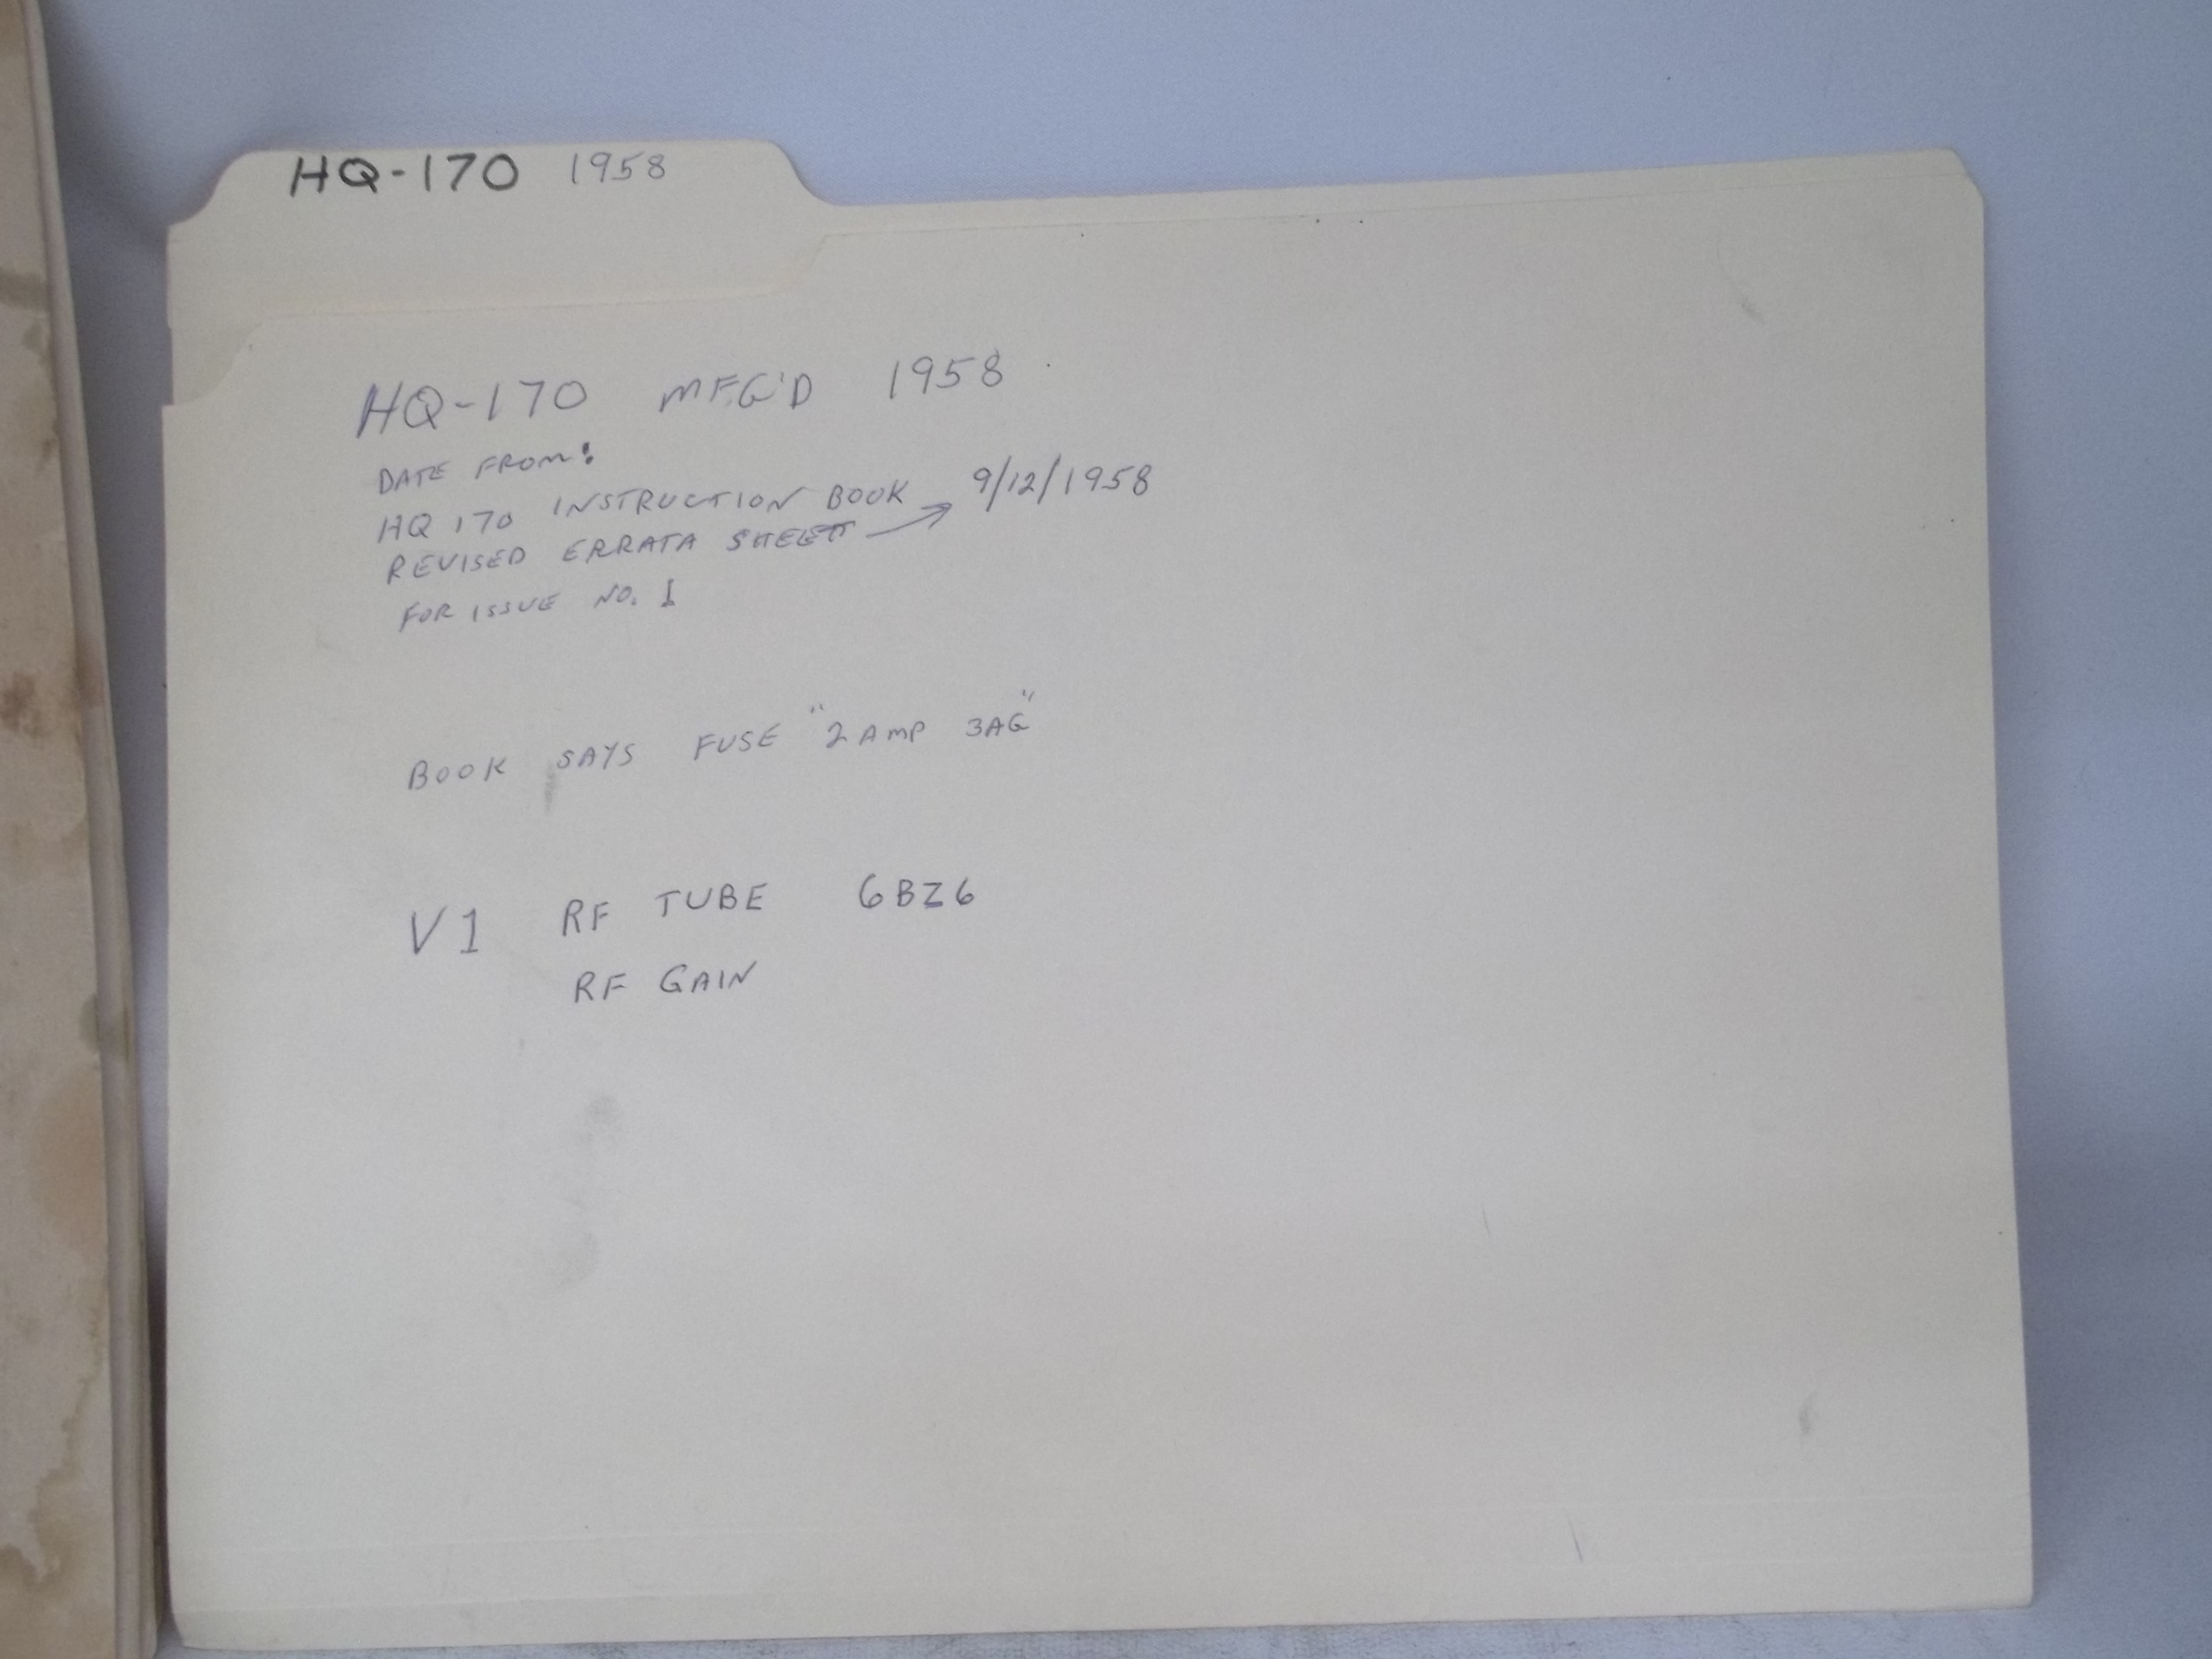 HQ-170 1958
HQ-170 MFG'D 1958
DATE FROM:
HQ 170 INSTRUCTION BOOK
REVISED ERRATA SHEET → 9/12/1958
FOR ISSUE NO. 1
BOOK SAYS FUSE "2 AMP 3AG"
V1 RF TUBE 6BZ6
RF GAIN